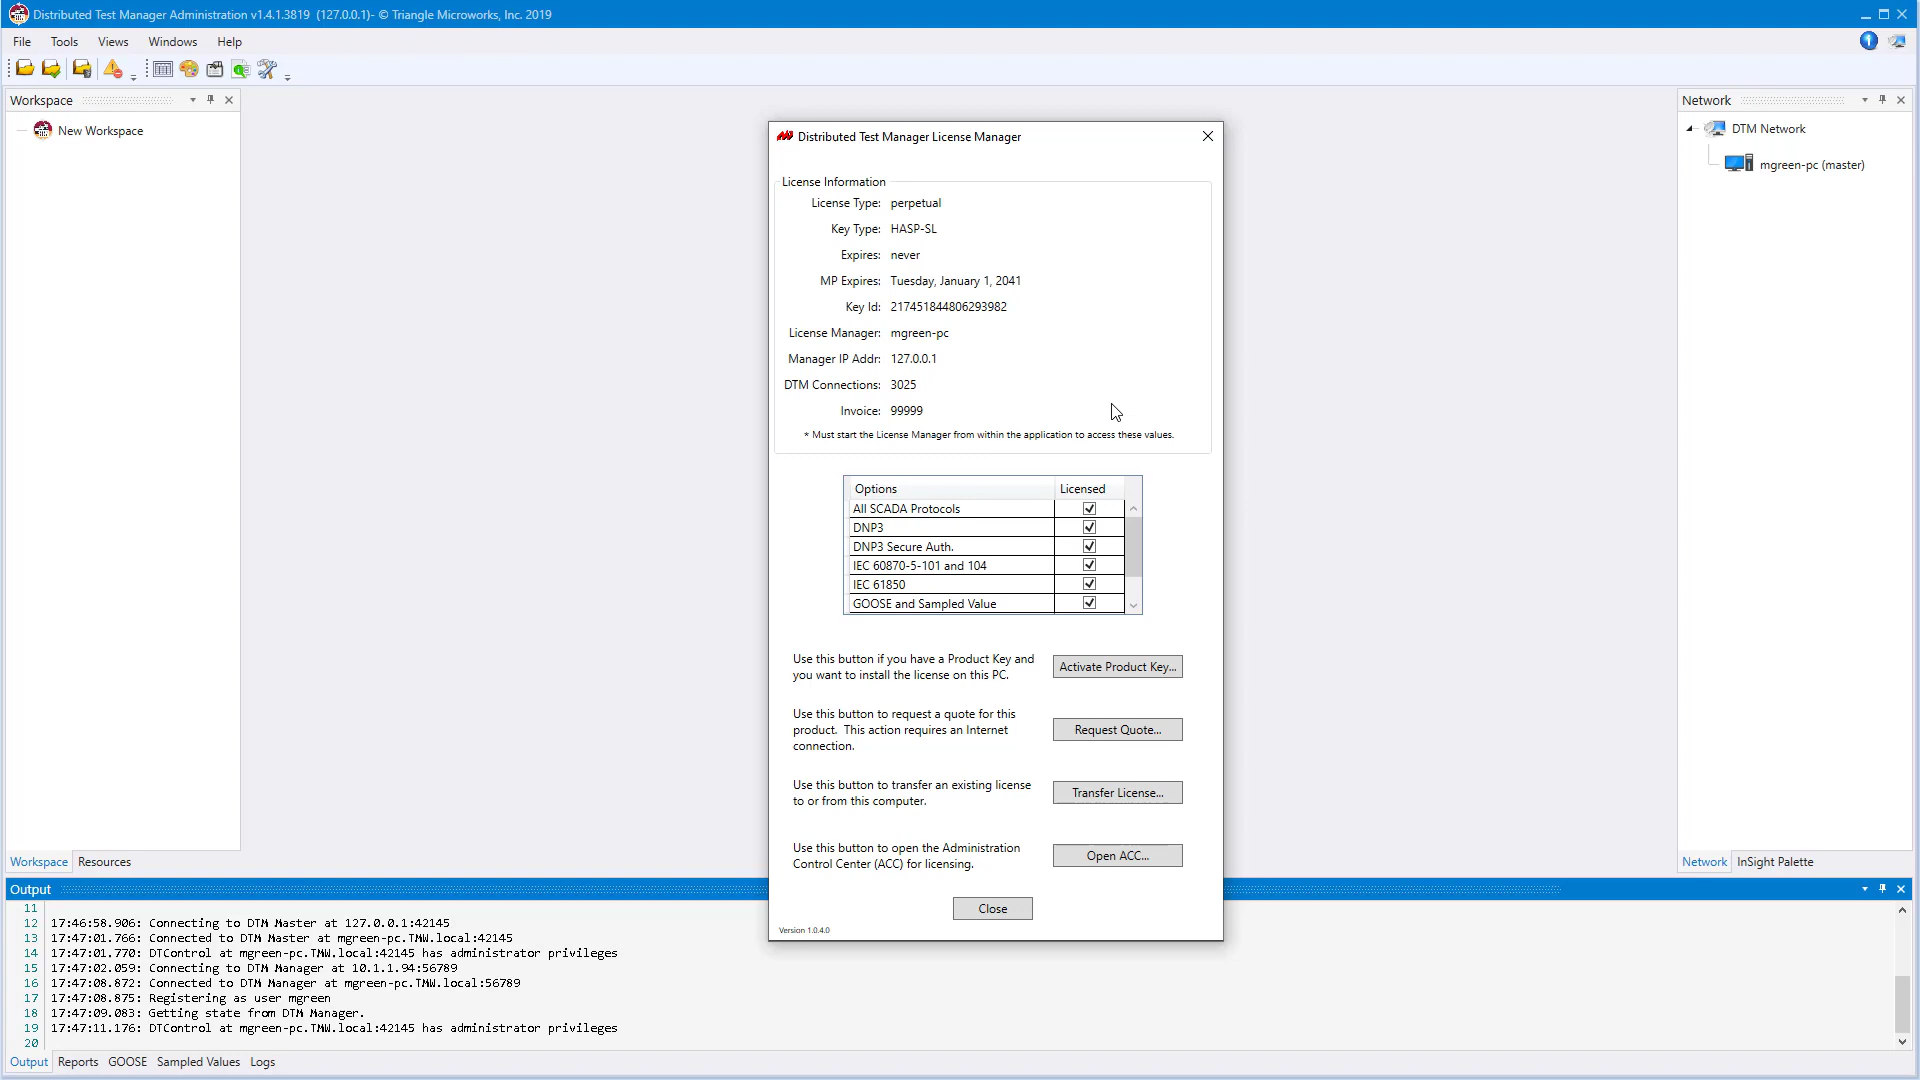 Distributed Test Manager Administration v1.4.1.3819 (127.0.0.1)- © Triangle Microworks, Inc. 2019
File Tools Views Windows Help
Workspace
New Workspace
Distributed Test Manager License Manager
License Information
License Type: perpetual
Key Type: HASP-SL
Expires: never
MP Expires: Tuesday, January 1, 2041
Key Id: 217451844806293982
License Manager: mgreen-pc
Manager IP Addr: 127.0.0.1
DTM Connections: 3025
Invoice: 99999
* Must start the License Manager from within the application to access these values.
Options Licensed
All SCADA Protocols
DNP3
DNP3 Secure Auth.
IEC 60870-5-101 and 104
IEC 61850
GOOSE and Sampled Value
Use this button if you have a Product Key and
you want to install the license on this PC.
Activate Product Key...
Use this button to request a quote for this
product. This action requires an Internet
connection.
Request Quote...
Use this button to transfer an existing license
to or from this computer.
Transfer License...
Use this button to open the Administration
Control Center (ACC) for licensing.
Open ACC...
Close
Version 1.0.4.0
Network
DTM Network
mgreen-pc (master)
Workspace Resources
Network InSight Palette
Output
11
12 17:46:58.906: Connecting to DTM Master at 127.0.0.1:42145
13 17:47:01.766: Connected to DTM Master at mgreen-pc.TMW.local:42145
14 17:47:01.770: DTControl at mgreen-pc.TMW.local:42145 has administrator privileges
15 17:47:02.059: Connecting to DTM Manager at 10.1.1.94:56789
16 17:47:08.872: Connected to DTM Manager at mgreen-pc.TMW.local:56789
17 17:47:08.875: Registering as user mgreen
18 17:47:09.083: Getting state from DTM Manager.
19 17:47:11.176: DTControl at mgreen-pc.TMW.local:42145 has administrator privileges
20
Output Reports GOOSE Sampled Values Logs